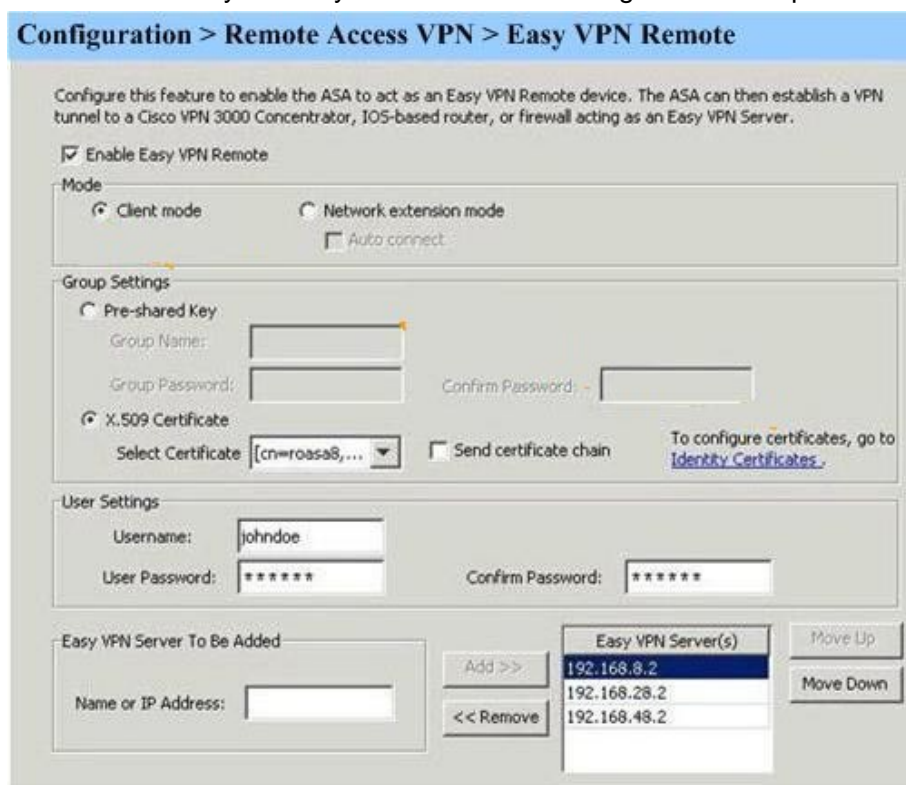 Configuration > Remote Access VPN > Easy VPN Remote
Configure this feature to enable the ASA to act as an Easy VPN Remote device. The ASA can then establish a VPN
tunnel to a Cisco VPN 3000 Concentrator, IOS-based router, or firewall acting as an Easy VPN Server.
Enable Easy VPN Remote
Mode
Client mode
Network extension mode
Auto connect
Group Settings
Pre-shared Key
Group Name:
Group Password:
Confirm Password:
X.509 Certificate
Select Certificate
[cn=roasa8,...
Send certificate chain
To configure certificates, go to
Identity Certificates .
User Settings
Username:
johndoe
User Password:
******
Confirm Password:
******
Easy VPN Server To Be Added
Name or IP Address:
Add >>
<< Remove
Easy VPN Server(s)
192.168.8.2
192.168.28.2
192.168.48.2
Move Up
Move Down